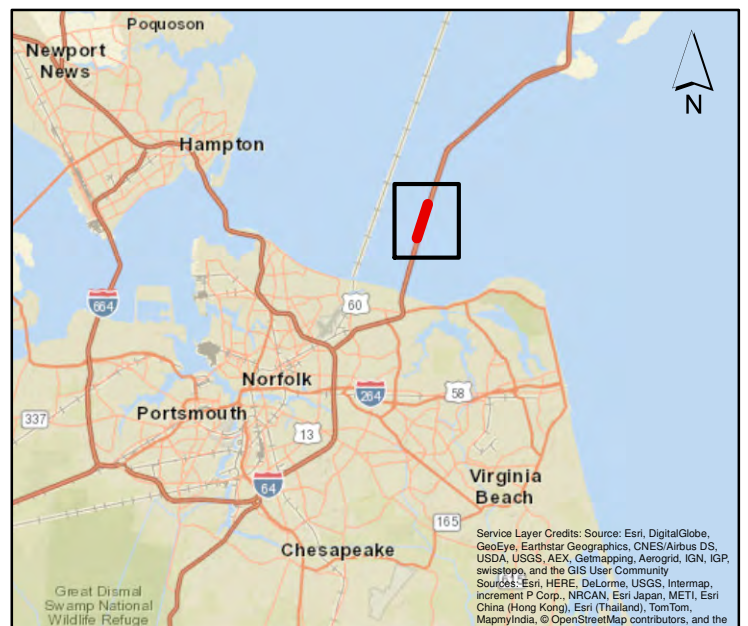 Poquoson
Newport
News
N
Hampton
664
60
Norfolk
264
58
Portsmouth
337
13
Virginia
Beach
64
165
Chesapeake
Great Dismal
Swamp National
Wildlife Refuge
Service Layer Credits: Source: Esri, DigitalGlobe,
GeoEye, Earthstar Geographics, CNES/Airbus DS,
USDA, USGS, AEX, Getmapping, Aerogrid, IGN, IGP,
swisstopo, and the GIS User Community
Sources: Esri, HERE, DeLorme, USGS, Intermap,
increment P Corp., NRCAN, Esri Japan, METI, Esri
China (Hong Kong), Esri (Thailand), TomTom,
MapmyIndia, © OpenStreetMap contributors, and the